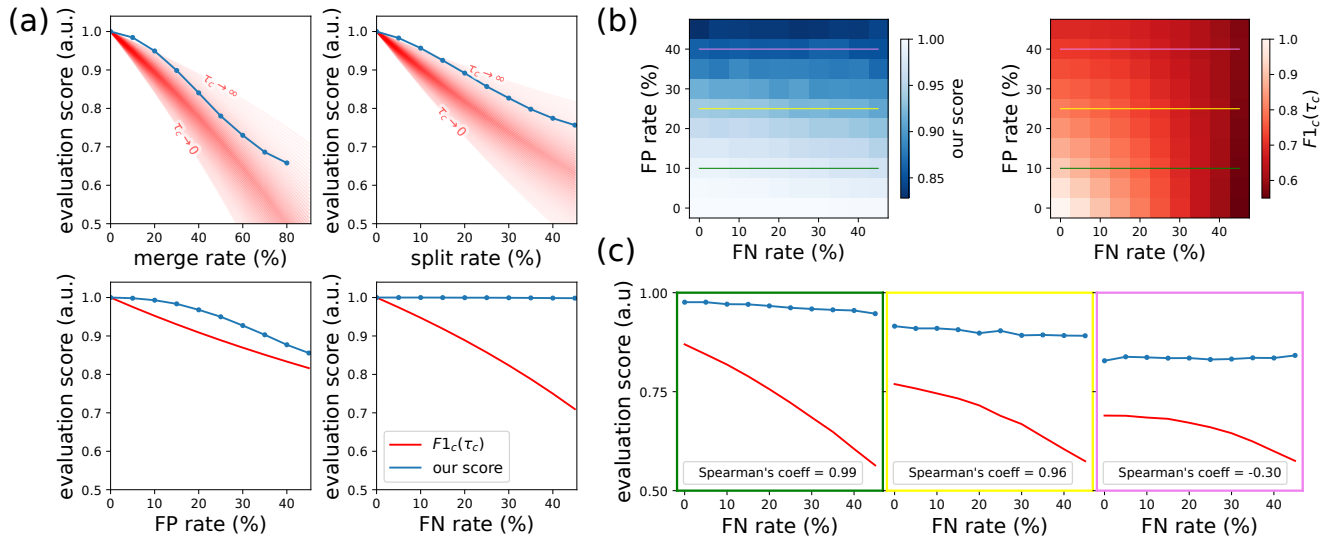 (a)
evaluation score (a.u.)
1.0
0.9
0.8
0.7
0.6
0.5
τc → ∞
τc → 0
0 20 40 60 80
merge rate (%)
evaluation score (a.u.)
1.0
0.9
0.8
0.7
0.6
0.5
τc → ∞
τc → 0
0 10 20 30 40
split rate (%)
evaluation score (a.u.)
1.0
0.9
0.8
0.7
0.6
0.5
0 10 20 30 40
FP rate (%)
evaluation score (a.u.)
1.0
0.9
0.8
0.7
0.6
0.5
F1c(τc)
our score
0 10 20 30 40
FN rate (%)
(b)
FP rate (%)
40
30
20
10
0
0 10 20 30 40
FN rate (%)
1.00
0.95
0.90
0.85
our score
FP rate (%)
40
30
20
10
0
0 10 20 30 40
FN rate (%)
1.0
0.9
0.8
0.7
0.6
F1c(τc)
(c)
evaluation score (a.u)
1.00
0.75
0.50
Spearman's coeff = 0.99
0 10 20 30 40
FN rate (%)
Spearman's coeff = 0.96
0 10 20 30 40
FN rate (%)
Spearman's coeff = -0.30
0 10 20 30 40
FN rate (%)